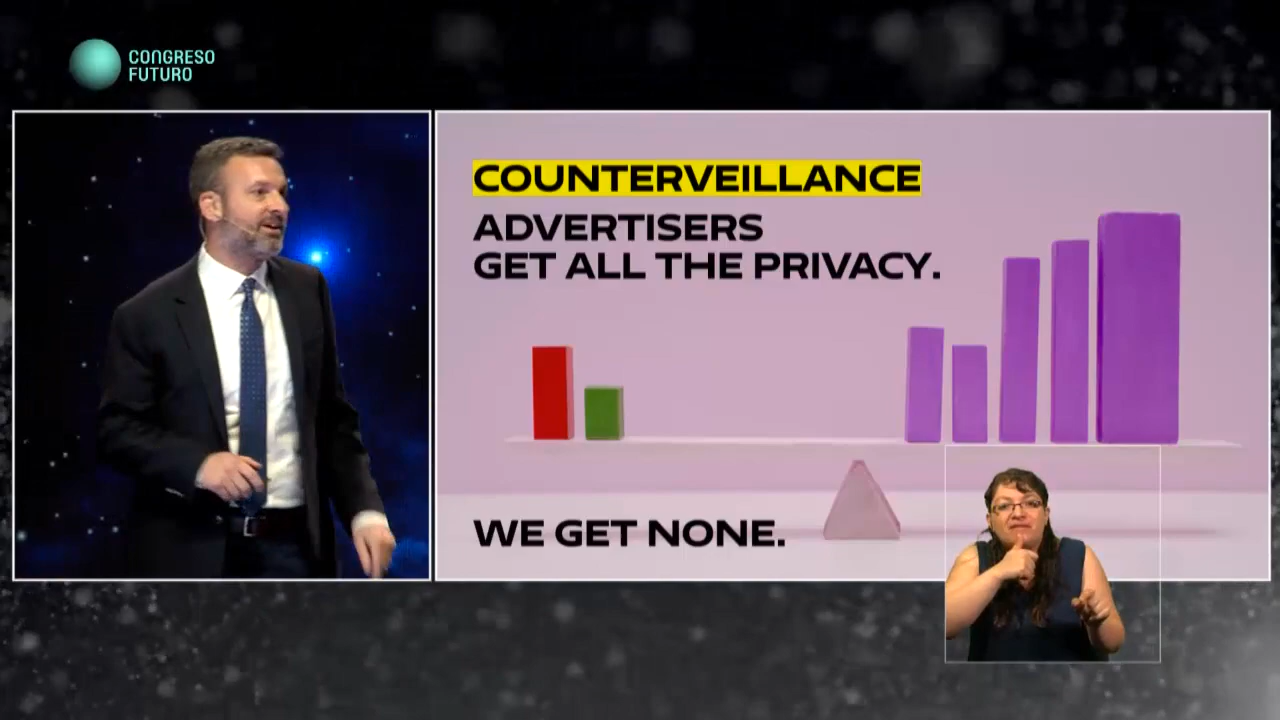 CONGRESO
FUTURO
COUNTERVEILLANCE
ADVERTISERS
GET ALL THE PRIVACY.
WE GET NONE.